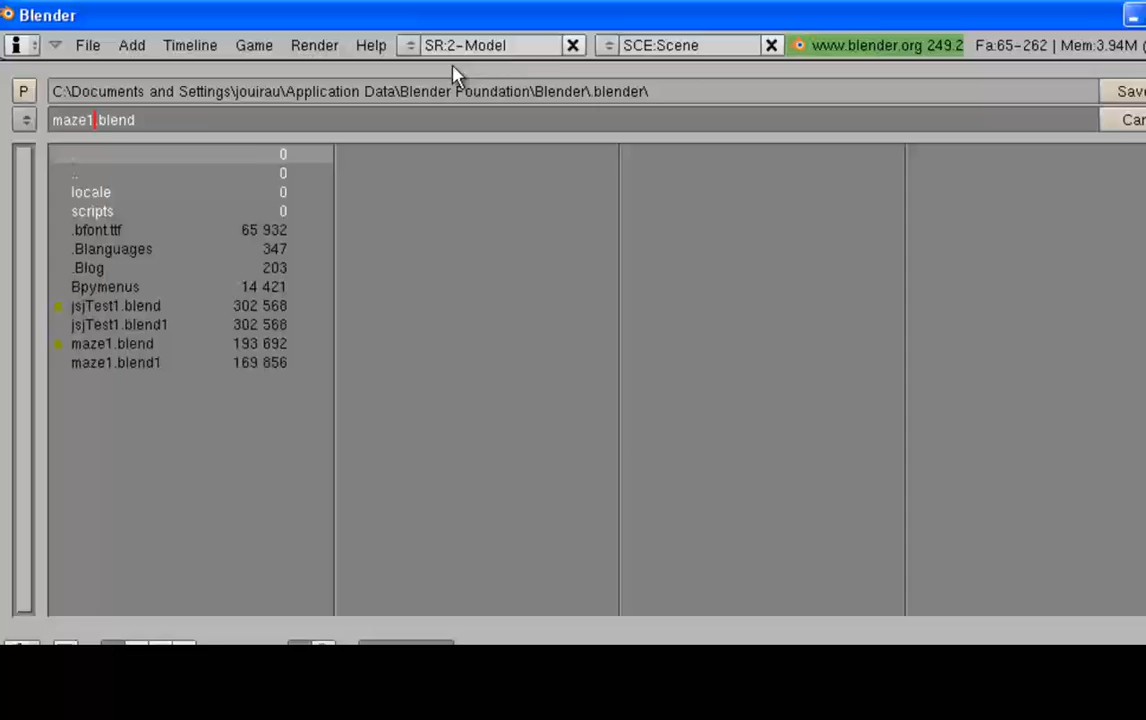 Blender
File Add Timeline Game Render Help SR:2-Model SCE:Scene www.blender.org 249.2 Fa:65-262 | Mem:3.94M (
P C:\Documents and Settings\jouirau\Application Data\Blender Foundation\Blender\.blender\ Save
maze1.blend Can
. 0
.. 0
locale 0
scripts 0
.bfont.ttf 65 932
.Blanguages 347
.Blog 203
Bpymenus 14 421
jsjTest1.blend 302 568
jsjTest1.blend1 302 568
maze1.blend 193 692
maze1.blend1 169 856